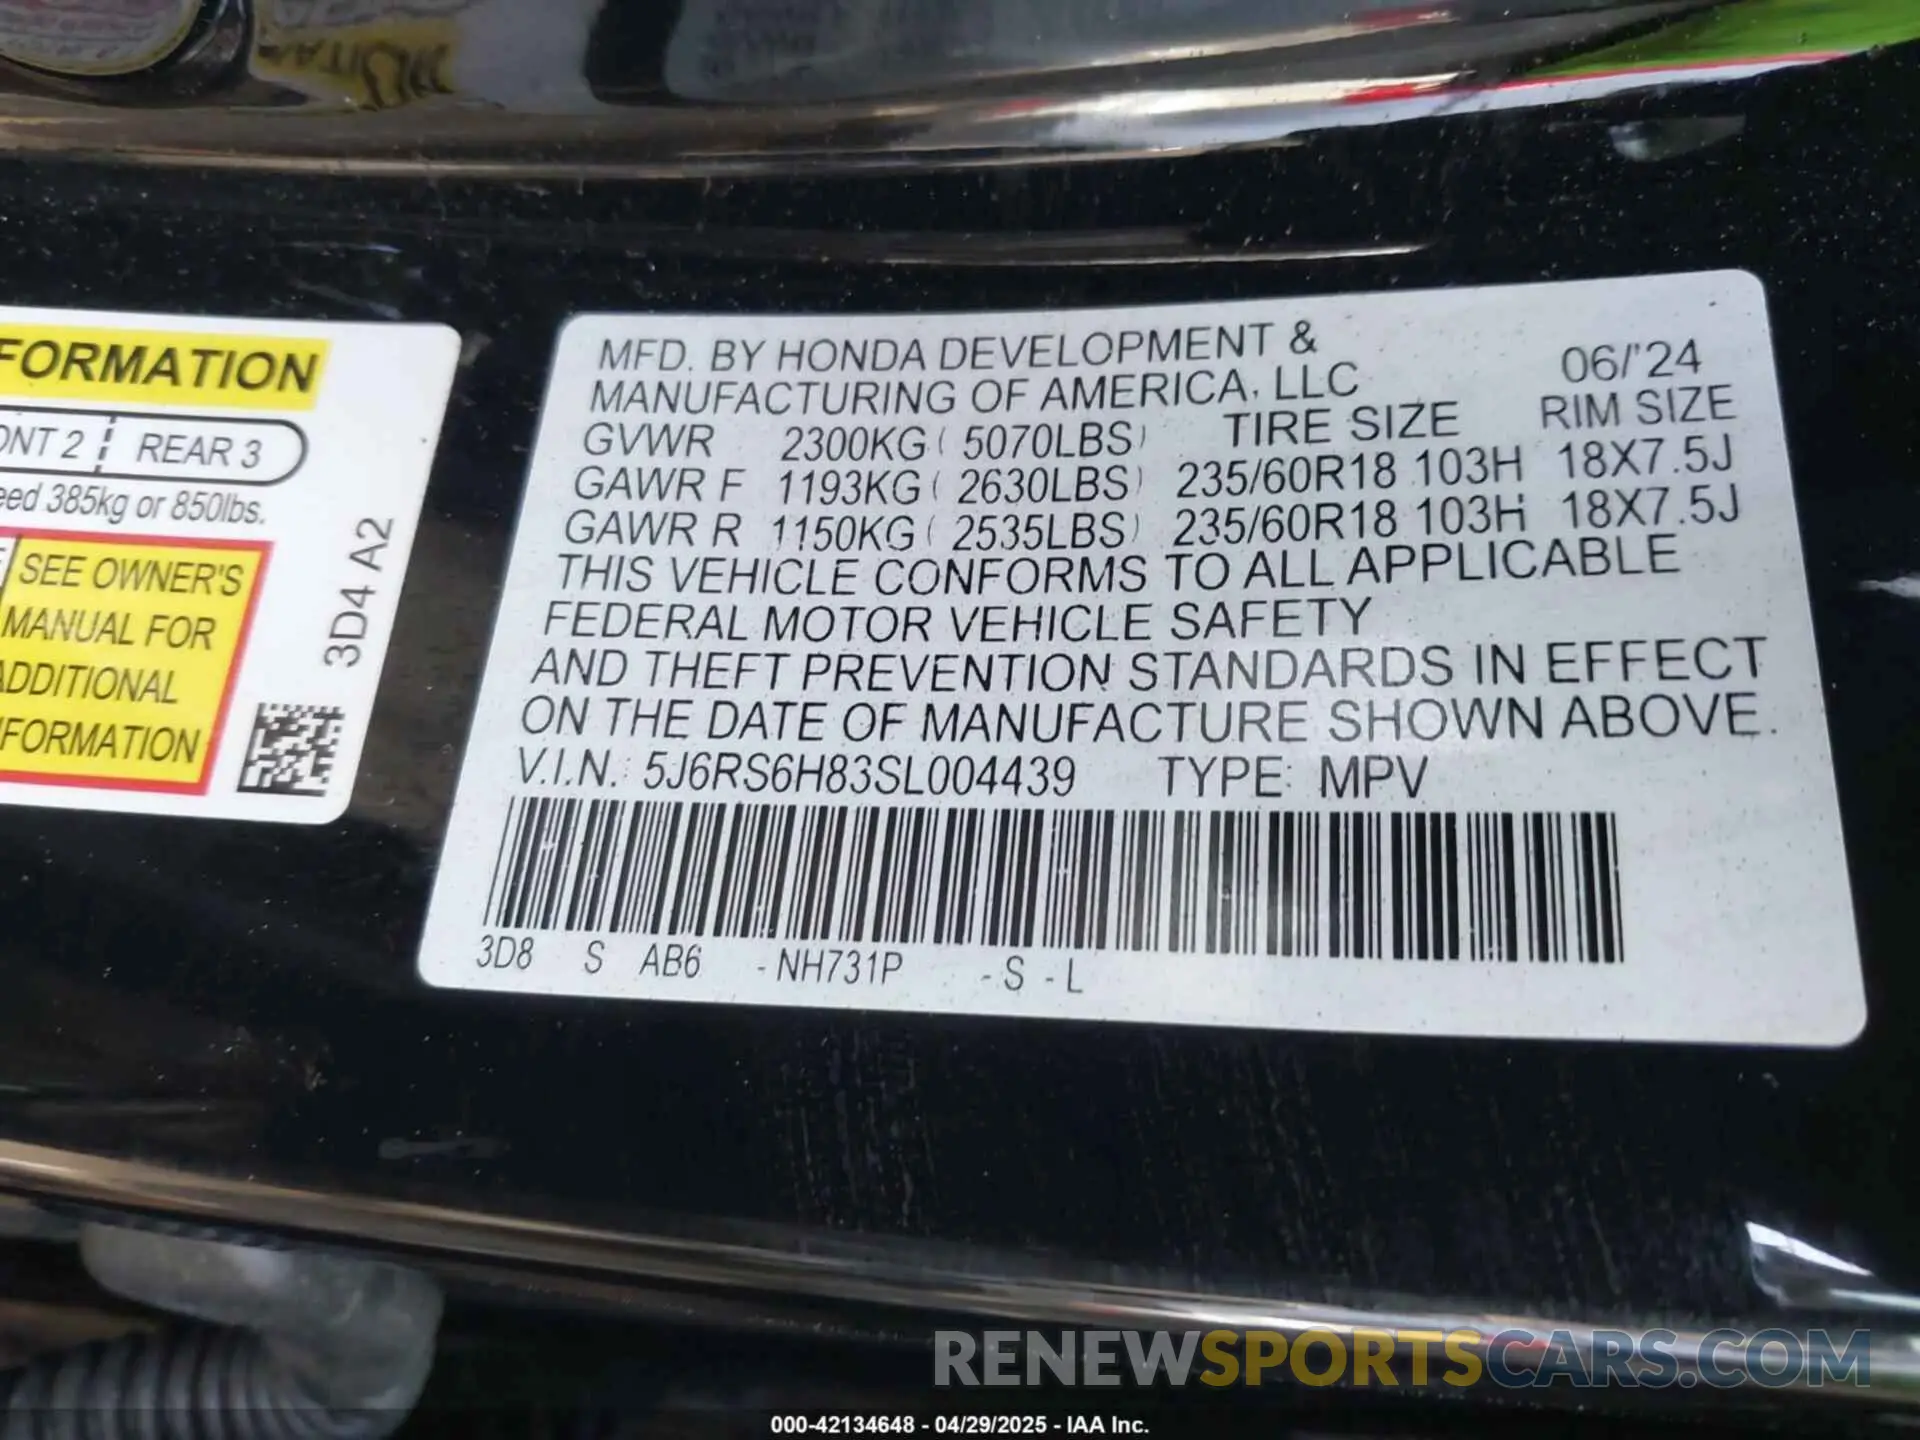 FORMATION
ONT 2 REAR 3
eed 385kg or 850lbs.
SEE OWNER'S
MANUAL FOR
ADDITIONAL
NFORMATION
3D4 A2
MFD. BY HONDA DEVELOPMENT &
MANUFACTURING OF AMERICA, LLC 06/'24
GVWR 2300KG ( 5070LBS) TIRE SIZE RIM SIZE
GAWR F 1193KG ( 2630LBS) 235/60R18 103H 18X7.5J
GAWR R 1150KG ( 2535LBS) 235/60R18 103H 18X7.5J
THIS VEHICLE CONFORMS TO ALL APPLICABLE
FEDERAL MOTOR VEHICLE SAFETY
AND THEFT PREVENTION STANDARDS IN EFFECT
ON THE DATE OF MANUFACTURE SHOWN ABOVE.
V.I.N.: 5J6RS6H83SL004439 TYPE: MPV
3D8 S AB6 -NH731P -S -L
RENEWSPORTSCARS.COM
000-42134648 - 04/29/2025 - IAA Inc.